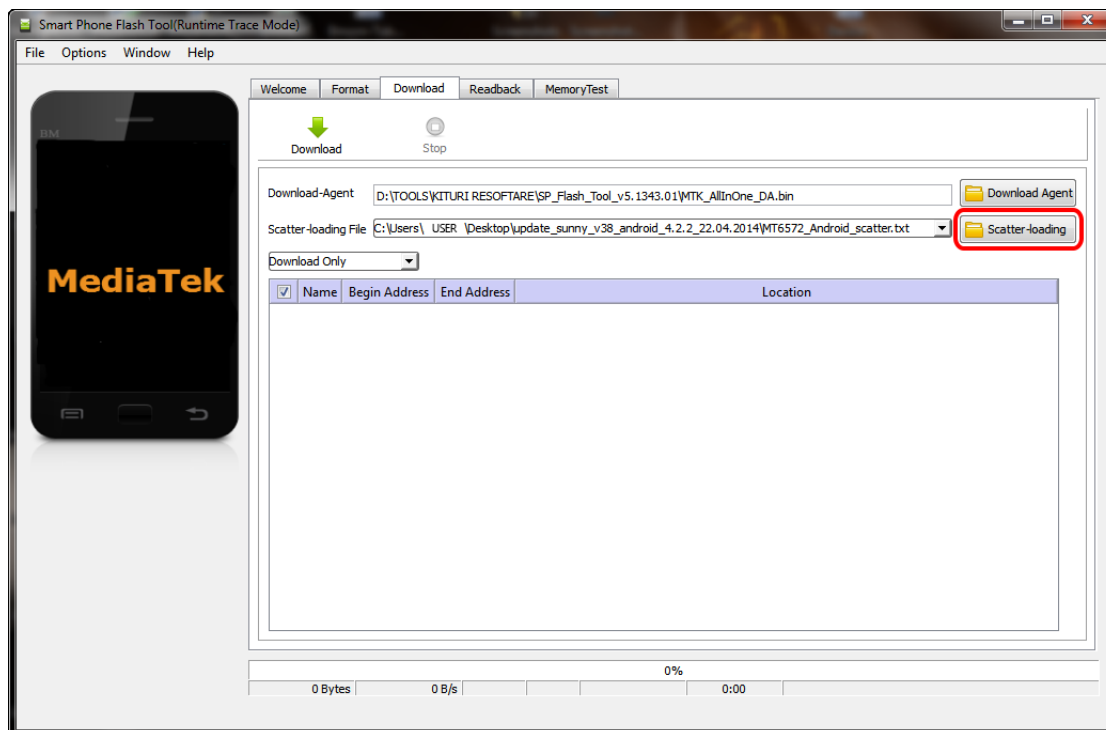 Smart Phone Flash Tool(Runtime Trace Mode)
File Options Window Help
Welcome Format Download Readback MemoryTest
BM
Download Stop
Download-Agent D:\TOOLS\KITURI RESOFTARE\SP_Flash_Tool_v5.1343.01\MTK_AllInOne_DA.bin Download Agent
Scatter-loading File C:\Users\ USER \Desktop\update_sunny_v38_android_4.2.2_22.04.2014\MT6572_Android_scatter.txt Scatter-loading
Download Only
MediaTek
Name Begin Address End Address Location
0%
0 Bytes 0 B/s 0:00